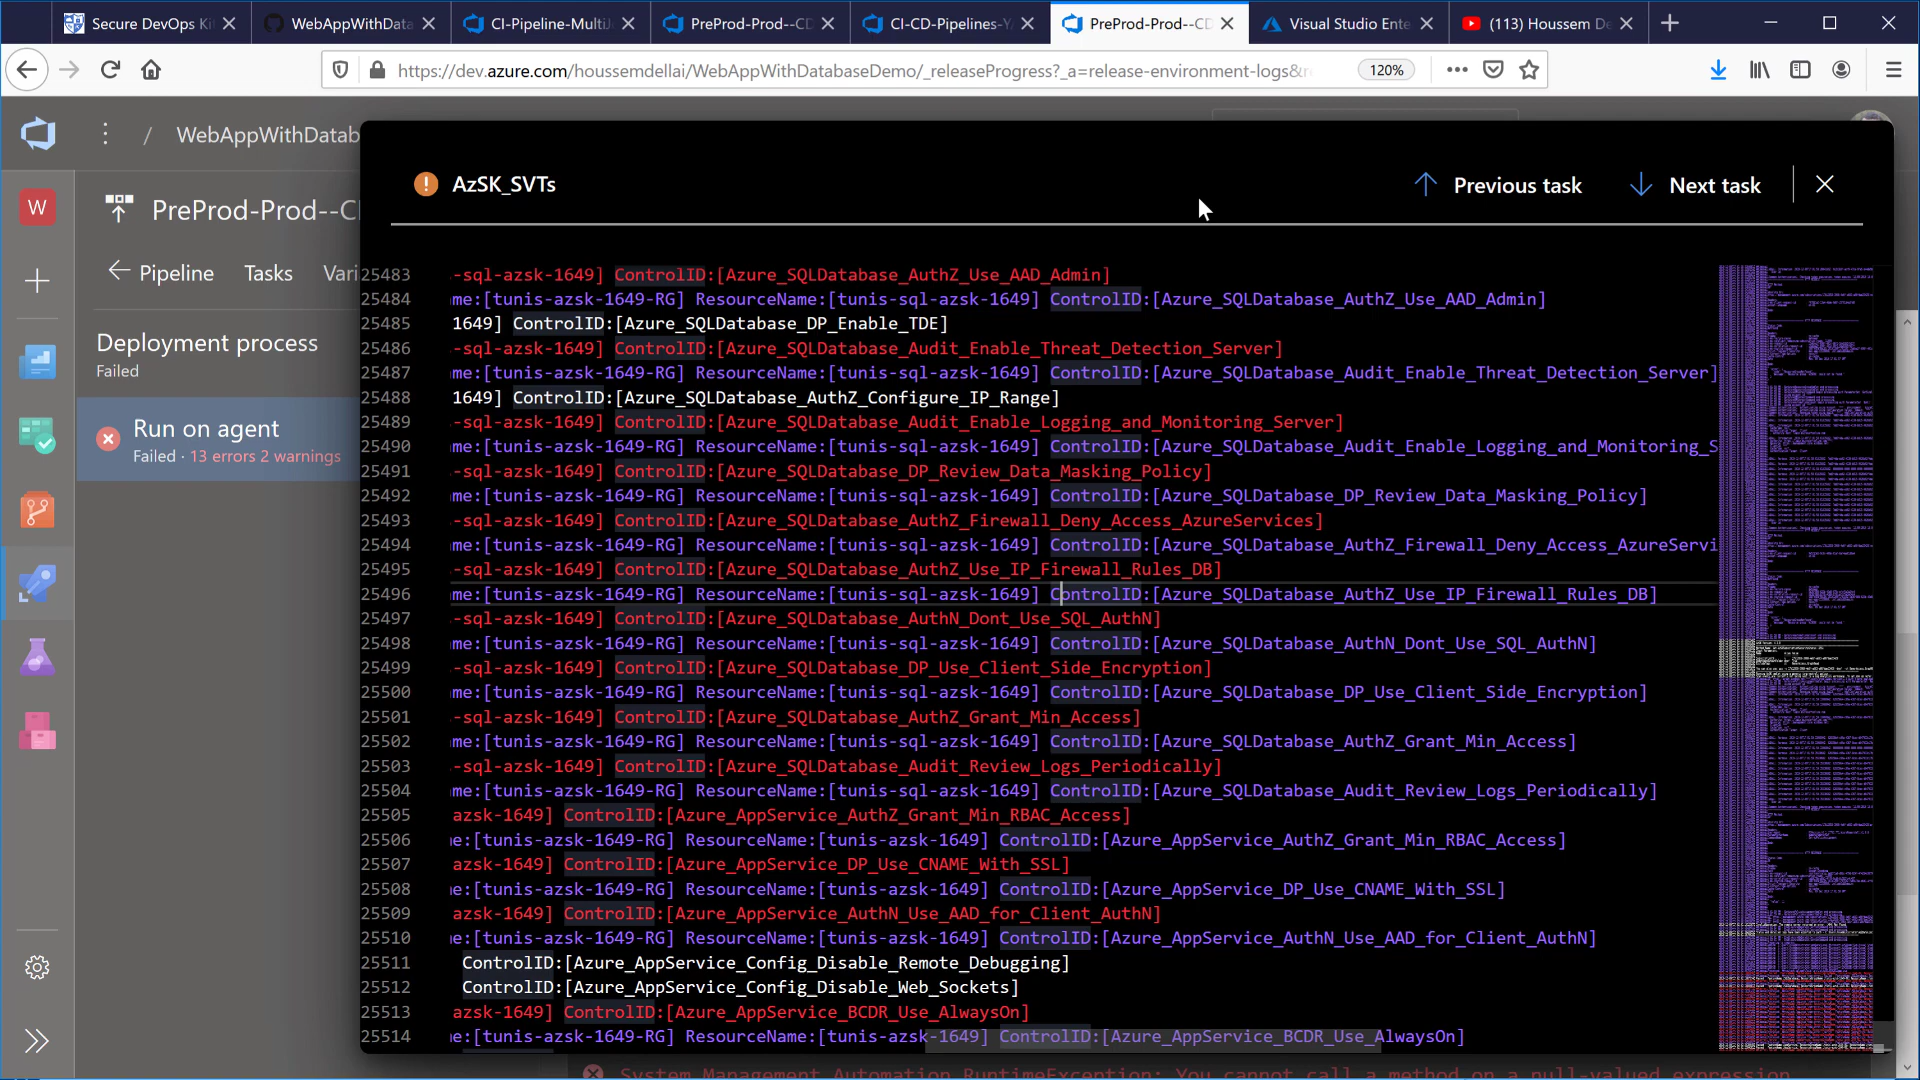 Secure DevOps Ki
WebAppWithData
CI-Pipeline-MultiJ
PreProd-Prod--CD
CI-CD-Pipelines-YA
PreProd-Prod--CD
Visual Studio Ente
(113) Houssem De
https://dev.azure.com/houssemdellai/WebAppWithDatabaseDemo/_releaseProgress?_a=release-environment-logs&r
120%
/ WebAppWithDatab
W
PreProd-Prod--C
Pipeline Tasks Vari
Deployment process
Failed
Run on agent
Failed · 13 errors 2 warnings
AzSK_SVTs
Previous task
Next task
25483 -sql-azsk-1649] ControlID:[Azure_SQLDatabase_AuthZ_Use_AAD_Admin]
25484 me:[tunis-azsk-1649-RG] ResourceName:[tunis-sql-azsk-1649] ControlID:[Azure_SQLDatabase_AuthZ_Use_AAD_Admin]
25485 1649] ControlID:[Azure_SQLDatabase_DP_Enable_TDE]
25486 -sql-azsk-1649] ControlID:[Azure_SQLDatabase_Audit_Enable_Threat_Detection_Server]
25487 me:[tunis-azsk-1649-RG] ResourceName:[tunis-sql-azsk-1649] ControlID:[Azure_SQLDatabase_Audit_Enable_Threat_Detection_Server]
25488 1649] ControlID:[Azure_SQLDatabase_AuthZ_Configure_IP_Range]
25489 -sql-azsk-1649] ControlID:[Azure_SQLDatabase_Audit_Enable_Logging_and_Monitoring_Server]
25490 me:[tunis-azsk-1649-RG] ResourceName:[tunis-sql-azsk-1649] ControlID:[Azure_SQLDatabase_Audit_Enable_Logging_and_Monitoring_S
25491 -sql-azsk-1649] ControlID:[Azure_SQLDatabase_DP_Review_Data_Masking_Policy]
25492 me:[tunis-azsk-1649-RG] ResourceName:[tunis-sql-azsk-1649] ControlID:[Azure_SQLDatabase_DP_Review_Data_Masking_Policy]
25493 -sql-azsk-1649] ControlID:[Azure_SQLDatabase_AuthZ_Firewall_Deny_Access_AzureServices]
25494 me:[tunis-azsk-1649-RG] ResourceName:[tunis-sql-azsk-1649] ControlID:[Azure_SQLDatabase_AuthZ_Firewall_Deny_Access_AzureServi
25495 -sql-azsk-1649] ControlID:[Azure_SQLDatabase_AuthZ_Use_IP_Firewall_Rules_DB]
25496 me:[tunis-azsk-1649-RG] ResourceName:[tunis-sql-azsk-1649] ControlID:[Azure_SQLDatabase_AuthZ_Use_IP_Firewall_Rules_DB]
25497 -sql-azsk-1649] ControlID:[Azure_SQLDatabase_AuthN_Dont_Use_SQL_AuthN]
25498 me:[tunis-azsk-1649-RG] ResourceName:[tunis-sql-azsk-1649] ControlID:[Azure_SQLDatabase_AuthN_Dont_Use_SQL_AuthN]
25499 -sql-azsk-1649] ControlID:[Azure_SQLDatabase_DP_Use_Client_Side_Encryption]
25500 me:[tunis-azsk-1649-RG] ResourceName:[tunis-sql-azsk-1649] ControlID:[Azure_SQLDatabase_DP_Use_Client_Side_Encryption]
25501 -sql-azsk-1649] ControlID:[Azure_SQLDatabase_AuthZ_Grant_Min_Access]
25502 me:[tunis-azsk-1649-RG] ResourceName:[tunis-sql-azsk-1649] ControlID:[Azure_SQLDatabase_AuthZ_Grant_Min_Access]
25503 -sql-azsk-1649] ControlID:[Azure_SQLDatabase_Audit_Review_Logs_Periodically]
25504 me:[tunis-azsk-1649-RG] ResourceName:[tunis-sql-azsk-1649] ControlID:[Azure_SQLDatabase_Audit_Review_Logs_Periodically]
25505 azsk-1649] ControlID:[Azure_AppService_AuthZ_Grant_Min_RBAC_Access]
25506 e:[tunis-azsk-1649-RG] ResourceName:[tunis-azsk-1649] ControlID:[Azure_AppService_AuthZ_Grant_Min_RBAC_Access]
25507 azsk-1649] ControlID:[Azure_AppService_DP_Use_CNAME_With_SSL]
25508 e:[tunis-azsk-1649-RG] ResourceName:[tunis-azsk-1649] ControlID:[Azure_AppService_DP_Use_CNAME_With_SSL]
25509 azsk-1649] ControlID:[Azure_AppService_AuthN_Use_AAD_for_Client_AuthN]
25510 e:[tunis-azsk-1649-RG] ResourceName:[tunis-azsk-1649] ControlID:[Azure_AppService_AuthN_Use_AAD_for_Client_AuthN]
25511 ControlID:[Azure_AppService_Config_Disable_Remote_Debugging]
25512 ControlID:[Azure_AppService_Config_Disable_Web_Sockets]
25513 azsk-1649] ControlID:[Azure_AppService_BCDR_Use_AlwaysOn]
25514 e:[tunis-azsk-1649-RG] ResourceName:[tunis-azsk-1649] ControlID:[Azure_AppService_BCDR_Use_AlwaysOn]
System.Management.Automation.RuntimeException: You cannot call a method on a null-valued expression